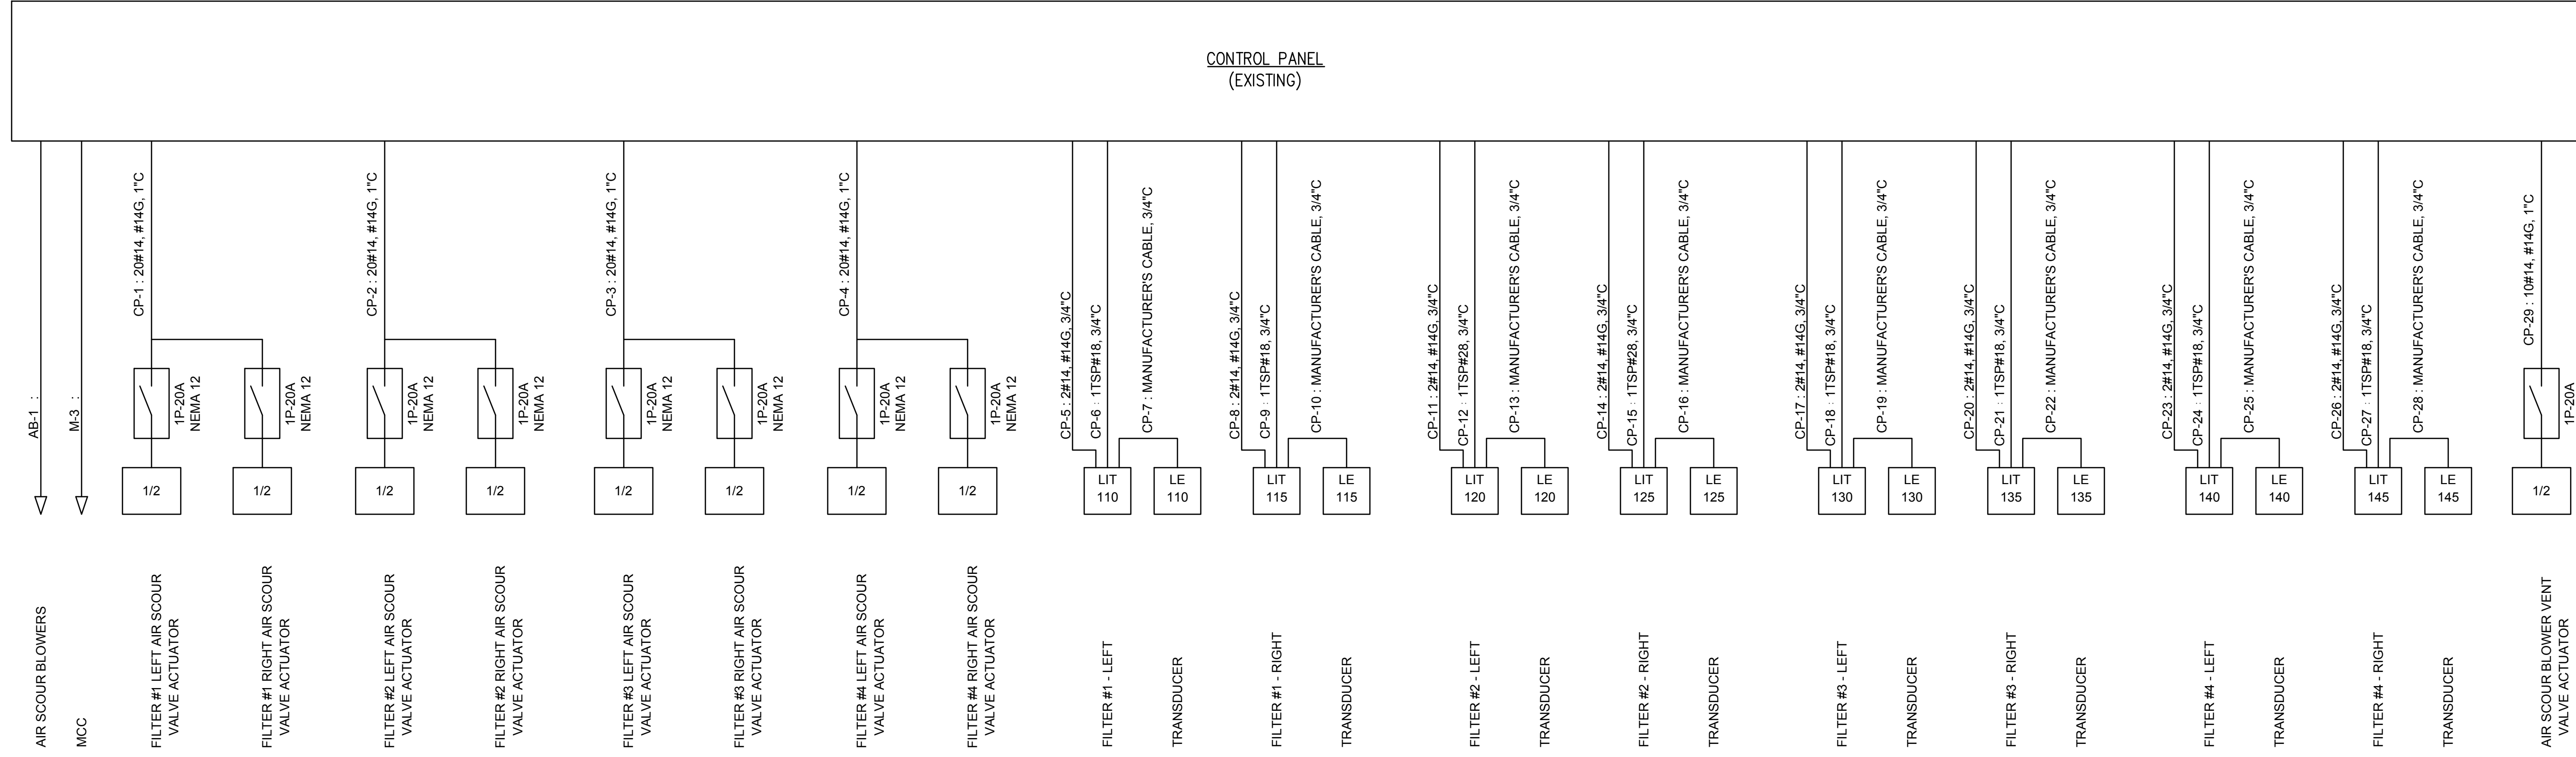 CONTROL PANEL
(EXISTING)
AB-1 :
M-3 :
CP-1 : 20#14, #14G, 1"C
CP-2 : 20#14, #14G, 1"C
CP-3 : 20#14, #14G, 1"C
CP-4 : 20#14, #14G, 1"C
CP-5 : 2#14, #14G, 3/4"C
CP-6 : 1TSP#18, 3/4"C
CP-7 : MANUFACTURER'S CABLE, 3/4"C
CP-8 : 2#14, #14G, 3/4"C
CP-9 : 1TSP#18, 3/4"C
CP-10 : MANUFACTURER'S CABLE, 3/4"C
CP-11 : 2#14, #14G, 3/4"C
CP-12 : 1TSP#28, 3/4"C
CP-13 : MANUFACTURER'S CABLE, 3/4"C
CP-14 : 2#14, #14G, 3/4"C
CP-15 : 1TSP#28, 3/4"C
CP-16 : MANUFACTURER'S CABLE, 3/4"C
CP-17 : 2#14, #14G, 3/4"C
CP-18 : 1TSP#18, 3/4"C
CP-19 : MANUFACTURER'S CABLE, 3/4"C
CP-20 : 2#14, #14G, 3/4"C
CP-21 : 1TSP#18, 3/4"C
CP-22 : MANUFACTURER'S CABLE, 3/4"C
CP-23 : 2#14, #14G, 3/4"C
CP-24 : 1TSP#18, 3/4"C
CP-25 : MANUFACTURER'S CABLE, 3/4"C
CP-26 : 2#14, #14G, 3/4"C
CP-27 : 1TSP#18, 3/4"C
CP-28 : MANUFACTURER'S CABLE, 3/4"C
CP-29 : 10#14, #14G, 1"C
1P-20A
NEMA 12
1P-20A
NEMA 12
1P-20A
NEMA 12
1P-20A
NEMA 12
1P-20A
NEMA 12
1P-20A
NEMA 12
1P-20A
NEMA 12
1P-20A
NEMA 12
1P-20A
1/2
1/2
1/2
1/2
1/2
1/2
1/2
1/2
LIT
110
LE
110
LIT
115
LE
115
LIT
120
LE
120
LIT
125
LE
125
LIT
130
LE
130
LIT
135
LE
135
LIT
140
LE
140
LIT
145
LE
145
1/2
AIR SCOUR BLOWERS
MCC
FILTER #1 LEFT AIR SCOUR
VALVE ACTUATOR
FILTER #1 RIGHT AIR SCOUR
VALVE ACTUATOR
FILTER #2 LEFT AIR SCOUR
VALVE ACTUATOR
FILTER #2 RIGHT AIR SCOUR
VALVE ACTUATOR
FILTER #3 LEFT AIR SCOUR
VALVE ACTUATOR
FILTER #3 RIGHT AIR SCOUR
VALVE ACTUATOR
FILTER #4 LEFT AIR SCOUR
VALVE ACTUATOR
FILTER #4 RIGHT AIR SCOUR
VALVE ACTUATOR
FILTER #1 - LEFT
TRANSDUCER
FILTER #1 - RIGHT
TRANSDUCER
FILTER #2 - LEFT
TRANSDUCER
FILTER #2 - RIGHT
TRANSDUCER
FILTER #3 - LEFT
TRANSDUCER
FILTER #3 - RIGHT
TRANSDUCER
FILTER #4 - LEFT
TRANSDUCER
FILTER #4 - RIGHT
TRANSDUCER
AIR SCOUR BLOWER VENT
VALVE ACTUATOR